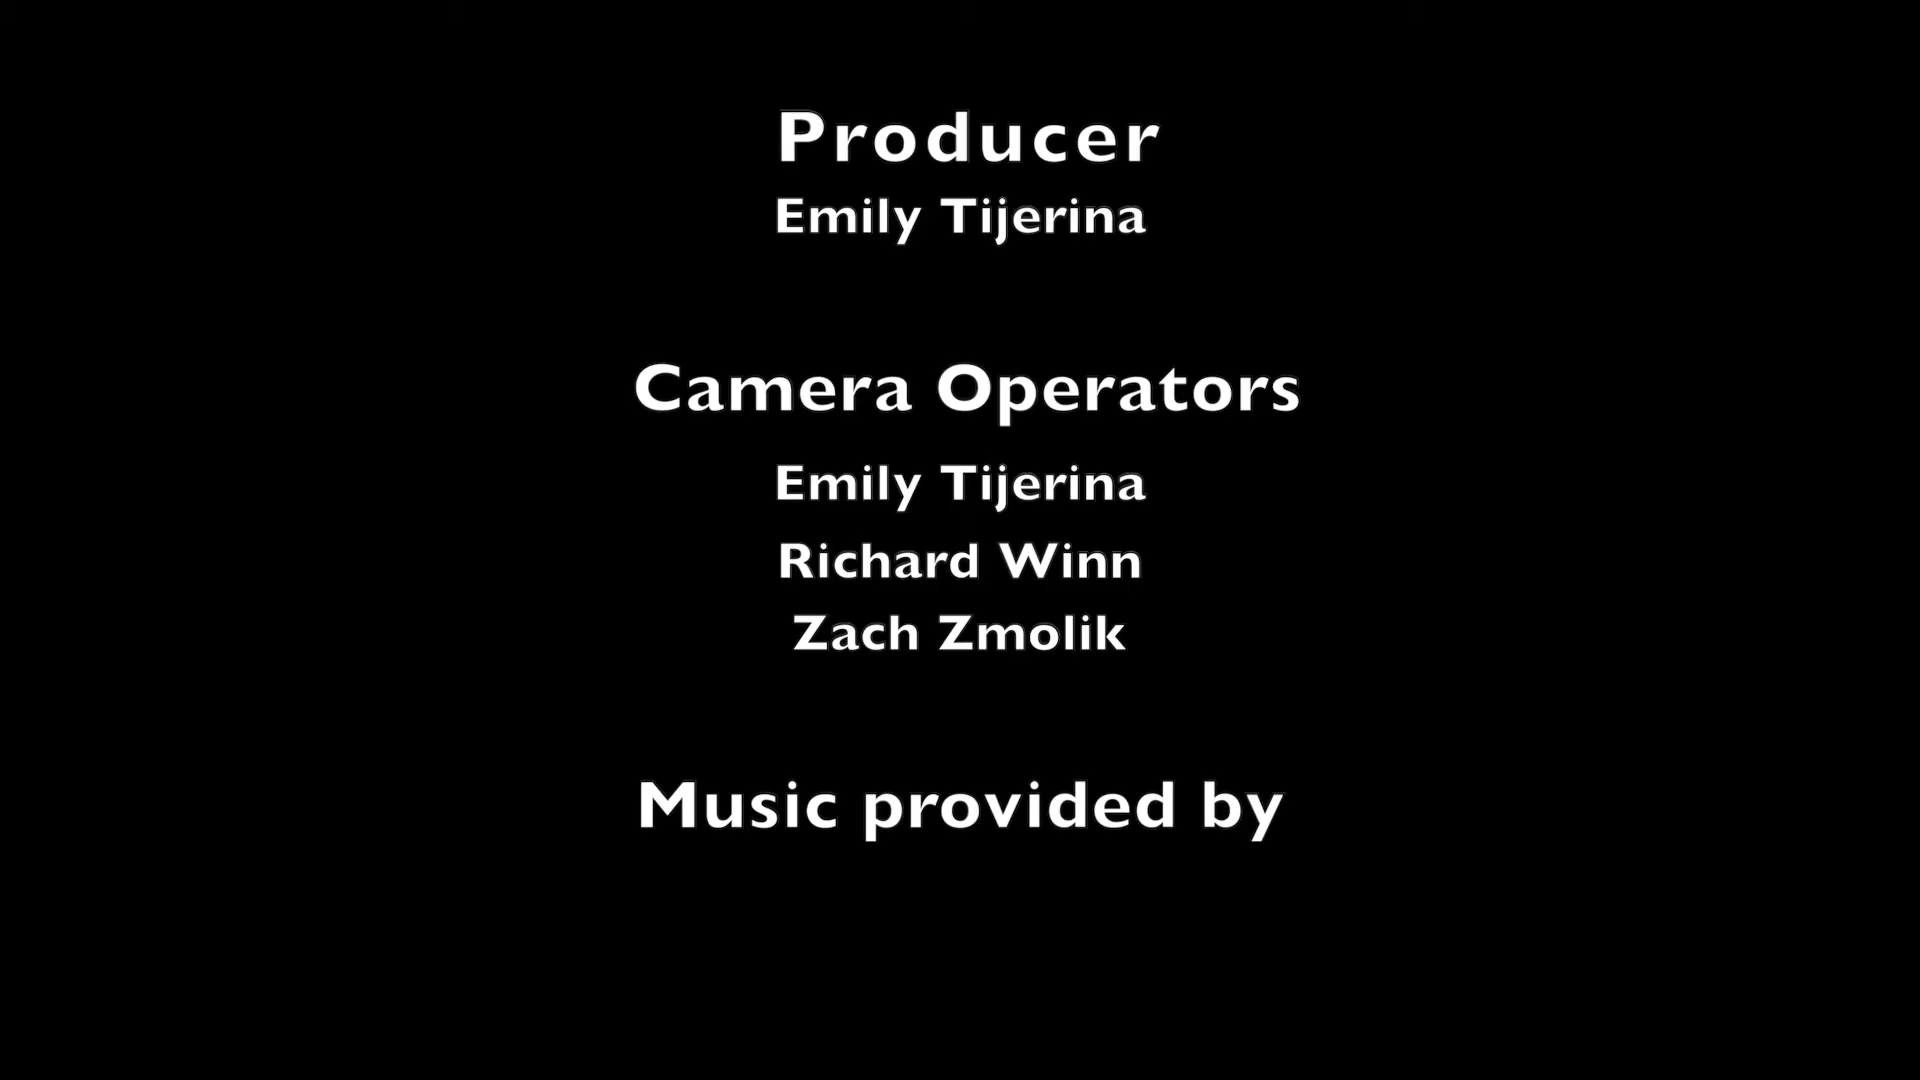 Producer
Emily Tijerina
Camera Operators
Emily Tijerina
Richard Winn
Zach Zmolik
Music provided by